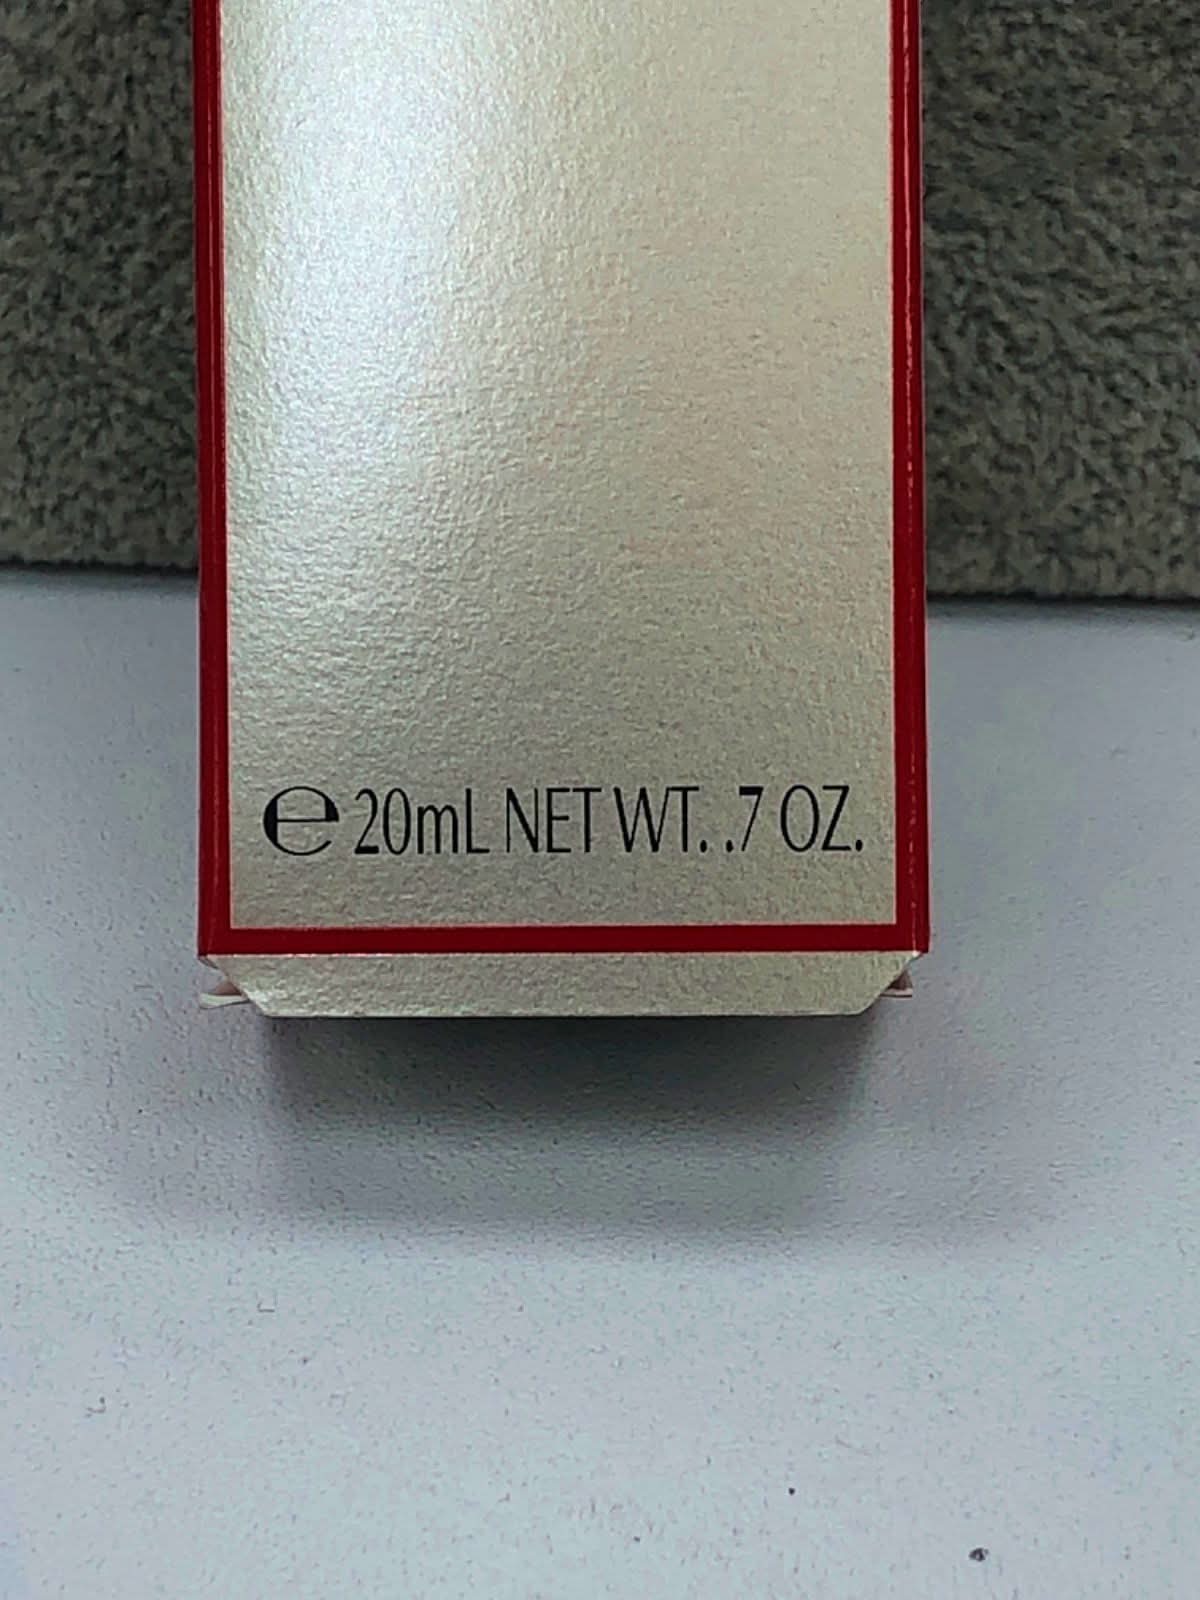 ℮ 20mL NET WT. .7 OZ.